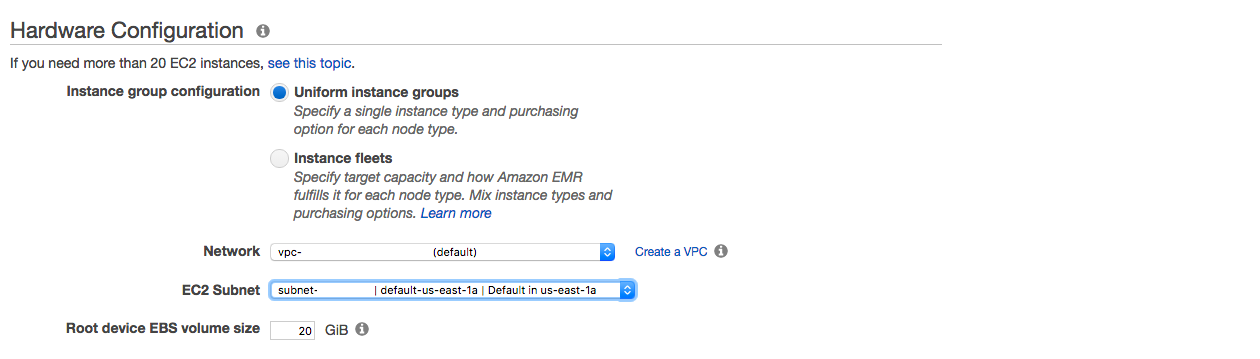 Hardware Configuration
If you need more than 20 EC2 instances, see this topic.
Instance group configuration Uniform instance groups
Specify a single instance type and purchasing
option for each node type.
Instance fleets
Specify target capacity and how Amazon EMR
fulfills it for each node type. Mix instance types and
purchasing options. Learn more
Network vpc- (default) Create a VPC
EC2 Subnet subnet- | default-us-east-1a | Default in us-east-1a
Root device EBS volume size 20 GiB